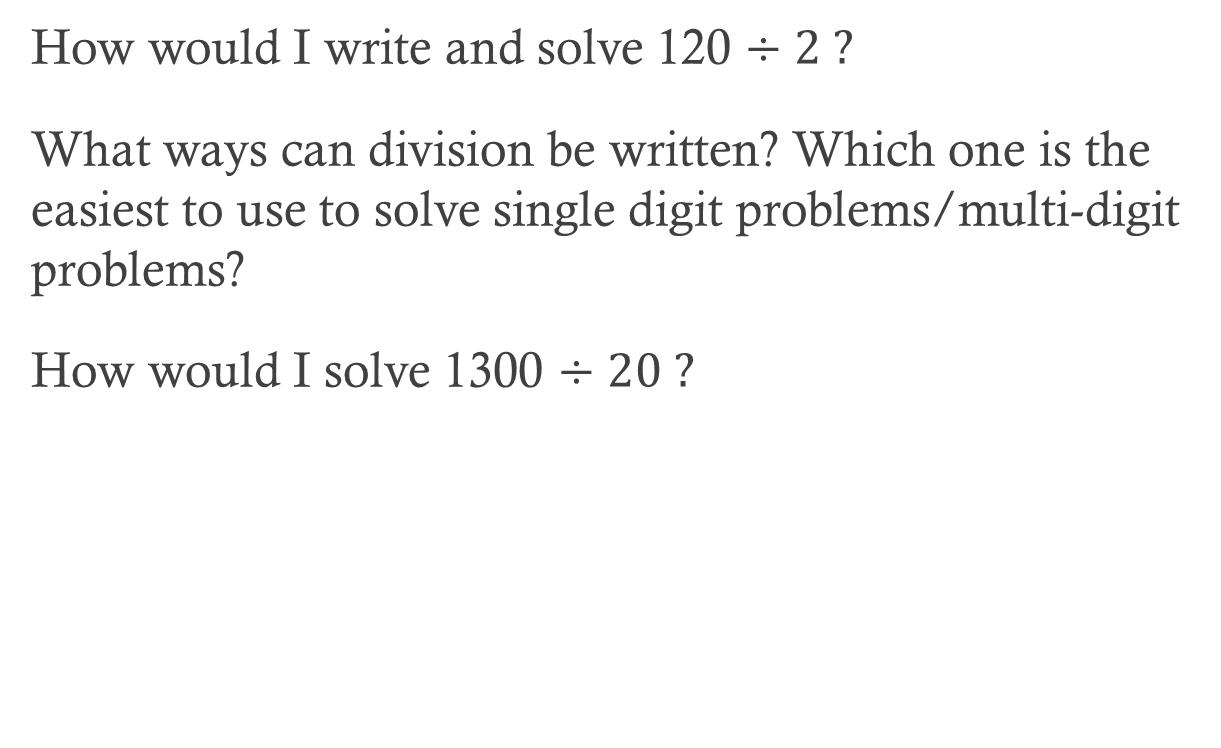 How would I write and solve 120 ÷ 2 ?
What ways can division be written? Which one is the
easiest to use to solve single digit problems/multi-digit
problems?
How would I solve 1300 ÷ 20 ?